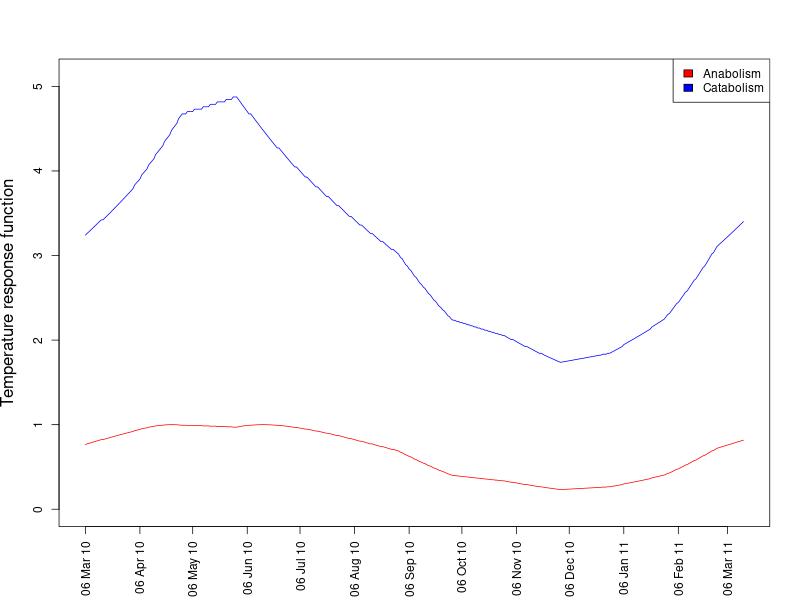 Anabolism
Catabolism
Temperature response function
5
4
3
2
1
0
06 Mar 10
06 Apr 10
06 May 10
06 Jun 10
06 Jul 10
06 Aug 10
06 Sep 10
06 Oct 10
06 Nov 10
06 Dec 10
06 Jan 11
06 Feb 11
06 Mar 11